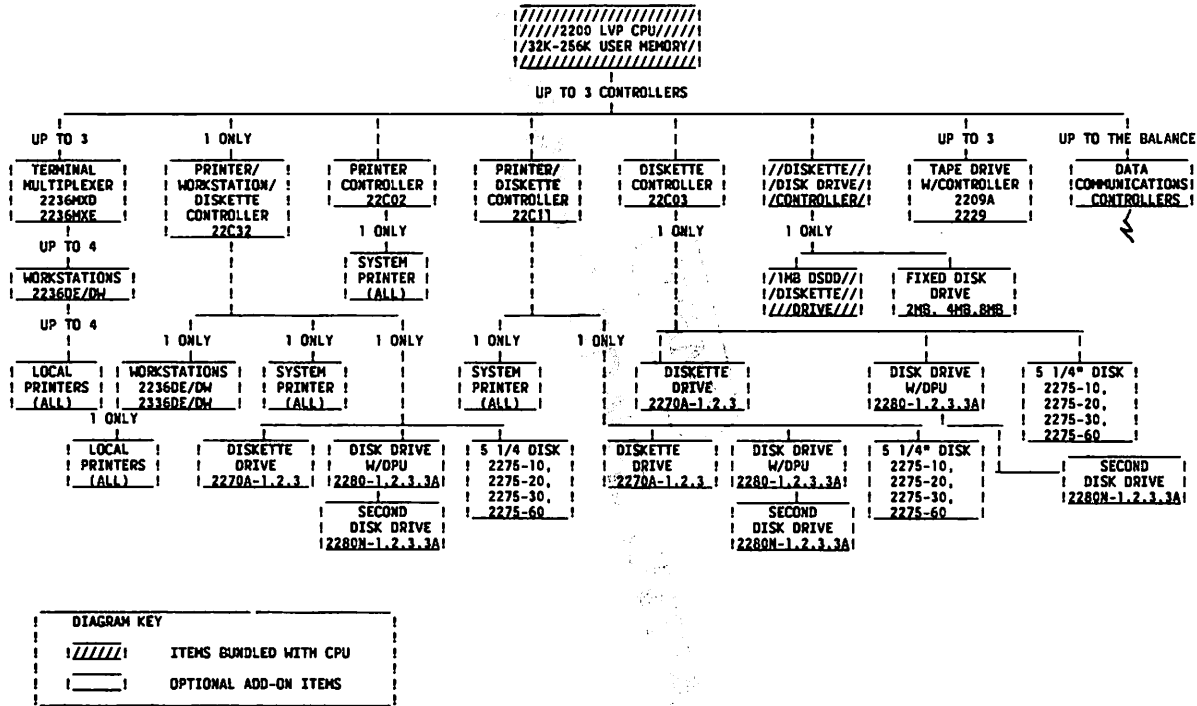 /////2200 LVP CPU/////
/32K-256K USER MEMORY/
UP TO 3 CONTROLLERS
UP TO 3
TERMINAL
MULTIPLEXER
2236MXD
2236MXE
UP TO 4
WORKSTATIONS
2236DE/DW
UP TO 4
LOCAL
PRINTERS
(ALL)
1 ONLY
PRINTER/
WORKSTATION/
DISKETTE
CONTROLLER
22C32
1 ONLY
WORKSTATIONS
2236DE/DW
2336DE/DW
1 ONLY
LOCAL
PRINTERS
(ALL)
1 ONLY
SYSTEM
PRINTER
(ALL)
1 ONLY
DISKETTE
DRIVE
2270A-1,2,3
DISK DRIVE
W/DPU
2280-1,2,3,3A
SECOND
DISK DRIVE
2280N-1,2,3,3A
5 1/4 DISK
2275-10,
2275-20,
2275-30,
2275-60
PRINTER
CONTROLLER
22C02
1 ONLY
SYSTEM
PRINTER
(ALL)
PRINTER/
DISKETTE
CONTROLLER
22C11
1 ONLY
SYSTEM
PRINTER
(ALL)
1 ONLY
DISKETTE
DRIVE
2270A-1,2,3
DISK DRIVE
W/DPU
2280-1,2,3,3A
SECOND
DISK DRIVE
2280N-1,2,3,3A
5 1/4" DISK
2275-10,
2275-20,
2275-30,
2275-60
DISKETTE
CONTROLLER
22C03
1 ONLY
DISKETTE
DRIVE
2270A-1,2,3
DISK DRIVE
W/DPU
2280-1,2,3,3A
SECOND
DISK DRIVE
2280N-1,2,3,3A
5 1/4" DISK
2275-10,
2275-20,
2275-30,
2275-60
//DISKETTE//
/DISK DRIVE/
/CONTROLLER/
1 ONLY
/1MB DSDD//
/DISKETTE//
///DRIVE///
FIXED DISK
DRIVE
2MB, 4MB,8MB
UP TO 3
TAPE DRIVE
W/CONTROLLER
2209A
2229
UP TO THE BALANCE
DATA
COMMUNICATIONS
CONTROLLERS
DIAGRAM KEY
////// ITEMS BUNDLED WITH CPU
OPTIONAL ADD-ON ITEMS